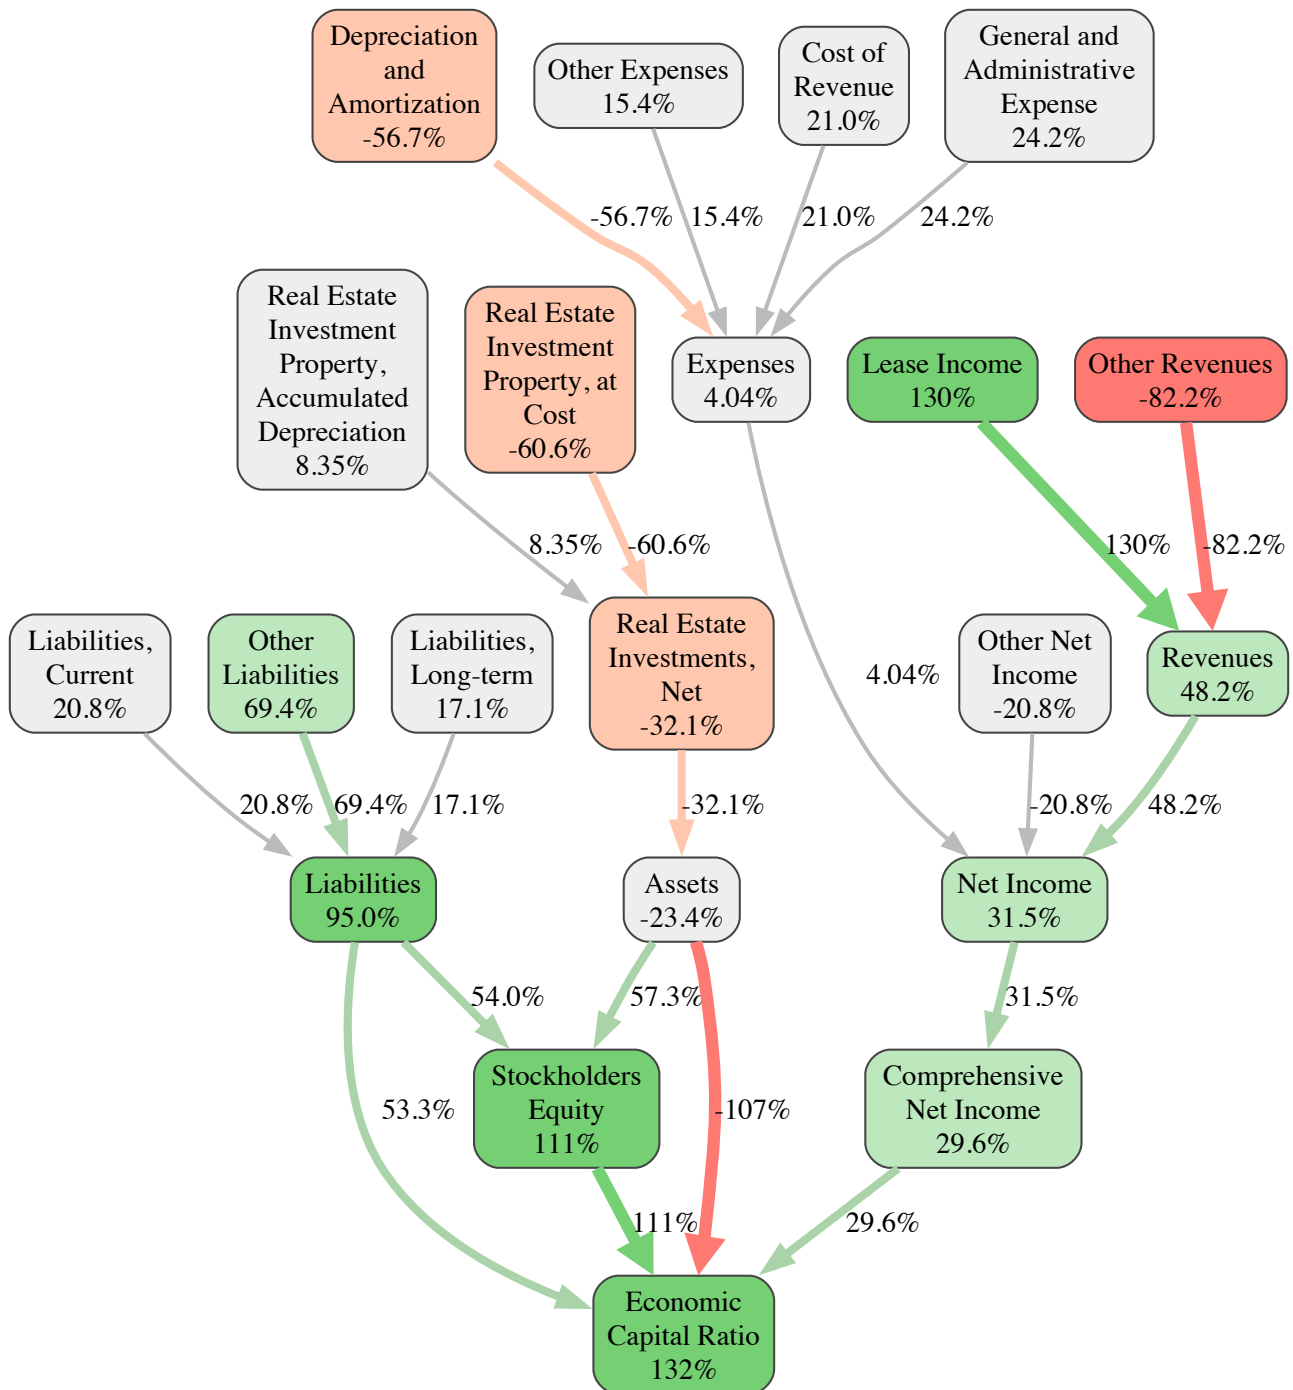 Depreciation
and
Amortization
-56.7%
Other Expenses
15.4%
Cost of
Revenue
21.0%
General and
Administrative
Expense
24.2%
-56.7%
15.4%
21.0%
24.2%
Real Estate
Investment
Property,
Accumulated
Depreciation
8.35%
Real Estate
Investment
Property, at
Cost
-60.6%
Expenses
4.04%
Lease Income
130%
Other Revenues
-82.2%
8.35%
-60.6%
130%
-82.2%
Liabilities,
Current
20.8%
Other
Liabilities
69.4%
Liabilities,
Long-term
17.1%
Real Estate
Investments,
Net
-32.1%
4.04%
Other Net
Income
-20.8%
Revenues
48.2%
20.8%
69.4%
17.1%
-32.1%
-20.8%
48.2%
Liabilities
95.0%
Assets
-23.4%
Net Income
31.5%
54.0%
57.3%
31.5%
Stockholders
Equity
111%
Comprehensive
Net Income
29.6%
53.3%
-107%
111%
29.6%
Economic
Capital Ratio
132%